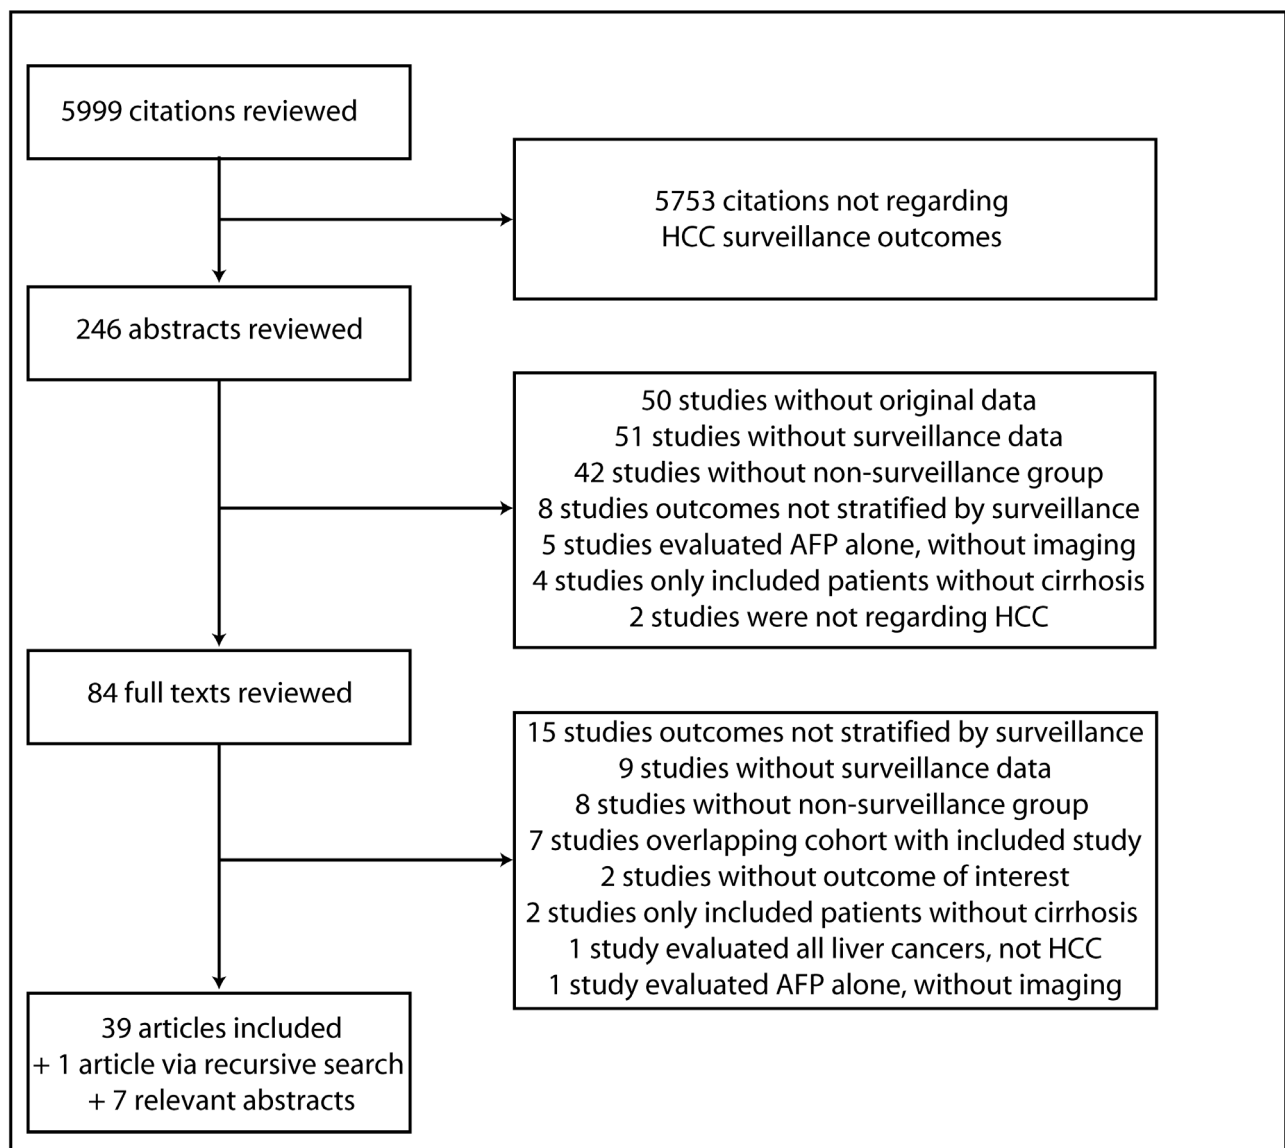 5999 citations reviewed
5753 citations not regarding
HCC surveillance outcomes
246 abstracts reviewed
50 studies without original data
51 studies without surveillance data
42 studies without non-surveillance group
8 studies outcomes not stratified by surveillance
5 studies evaluated AFP alone, without imaging
4 studies only included patients without cirrhosis
2 studies were not regarding HCC
84 full texts reviewed
15 studies outcomes not stratified by surveillance
9 studies without surveillance data
8 studies without non-surveillance group
7 studies overlapping cohort with included study
2 studies without outcome of interest
2 studies only included patients without cirrhosis
1 study evaluated all liver cancers, not HCC
1 study evaluated AFP alone, without imaging
39 articles included
+ 1 article via recursive search
+ 7 relevant abstracts